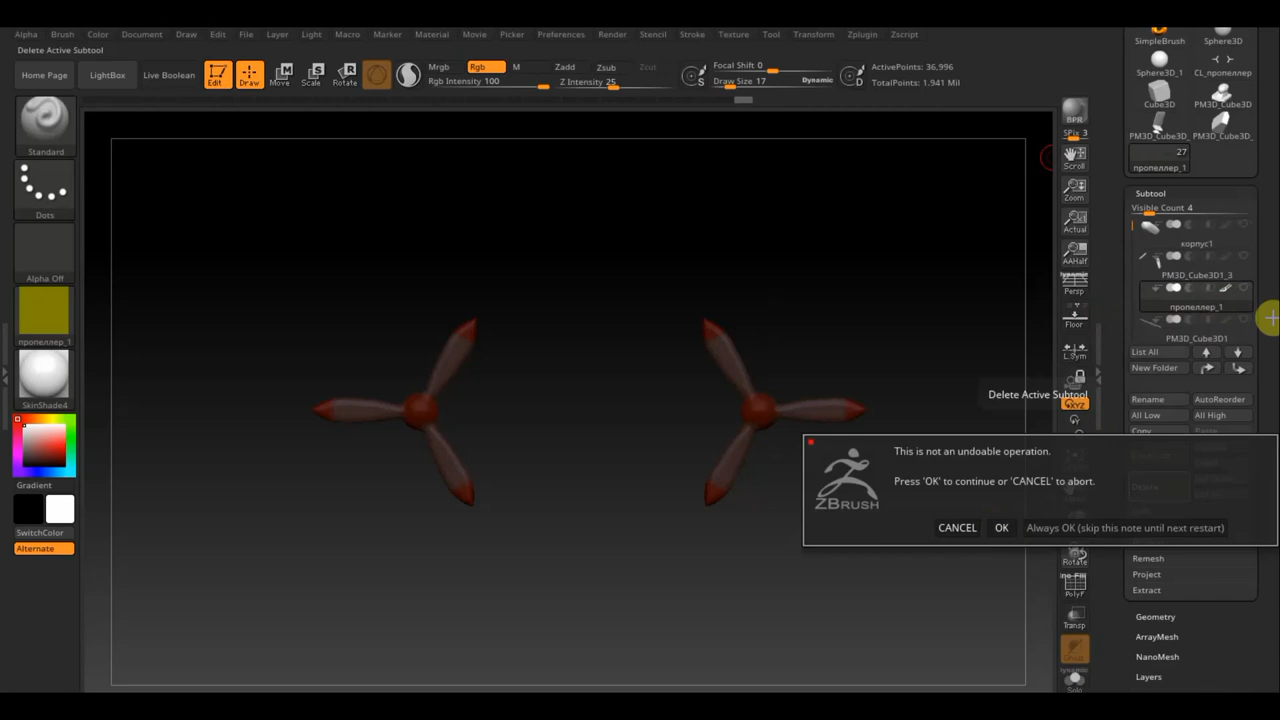 Alpha Brush Color Document Draw Edit File Layer Light Macro Marker Material Movie Picker Preferences Render Stencil Stroke Texture Tool Transform Zplugin Zscript
Delete Active Subtool
Home Page
LightBox
Live Boolean
Edit
Draw
Move
Scale
Rotate
Mrgb
Rgb
M
Rgb Intensity 100
Zadd
Zsub
Zcut
Z Intensity 25
S
Focal Shift 0
Draw Size 17
Dynamic
D
ActivePoints: 36,996
TotalPoints: 1.941 Mil
Standard
Dots
Alpha Off
пропеллер_1
SkinShade4
Gradient
SwitchColor
Alternate
BPR
SPix 3
Scroll
Zoom
Actual
AAHalf
Dynamic
Persp
Floor
L.Sym
XYZ
Rotate
PolyF
Transp
Ghost
Dynamic
Solo
SimpleBrush
Sphere3D
Sphere3D_1
CL_пропеллер
Cube3D
PM3D_Cube3D
PM3D_Cube3D_
PM3D_Cube3D_
27
пропеллер_1
Subtool
Visible Count 4
корпус1
PM3D_Cube3D1_3
пропеллер_1
PM3D_Cube3D1
List All
New Folder
Rename
AutoReorder
All Low
All High
Copy
Delete
Remesh
Project
Extract
Geometry
ArrayMesh
NanoMesh
Layers
Delete Active Subtool
This is not an undoable operation.
Press 'OK' to continue or 'CANCEL' to abort.
ZBRUSH
CANCEL
OK
Always OK (skip this note until next restart)